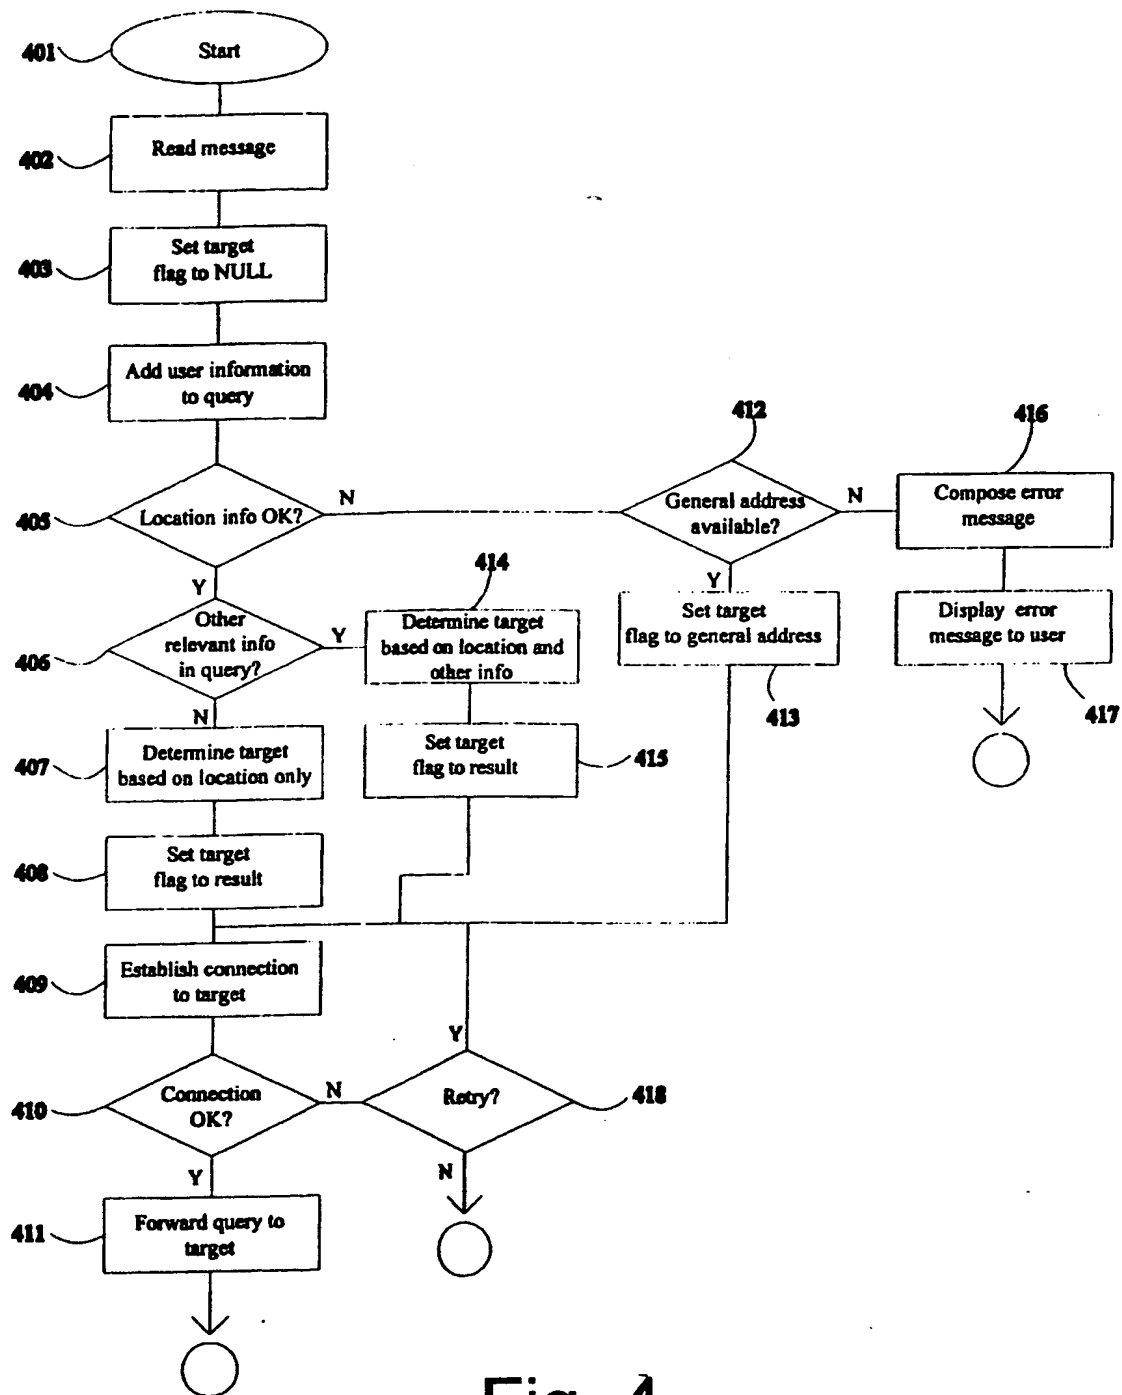 401
Start
402
Read message
403
Set target
flag to NULL
404
Add user information
to query
405
Location info OK?
N
Y
412
General address
available?
N
Y
416
Compose error
message
414
Determine target
based on location and
other info
Set target
flag to general address
413
Display error
message to user
417
406
Other
relevant info
in query?
Y
N
407
Determine target
based on location only
Set target
flag to result
415
408
Set target
flag to result
409
Establish connection
to target
410
Connection
OK?
N
Y
Y
Retry?
418
N
411
Forward query to
target
Fig. 4